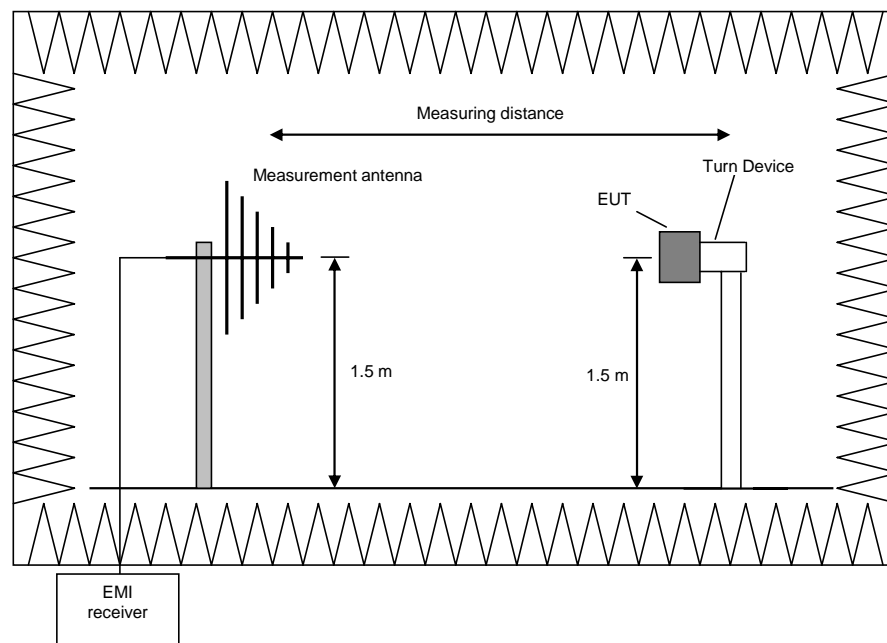 Measuring distance
Measurement antenna
Turn Device
EUT
1.5 m
1.5 m
EMI
receiver